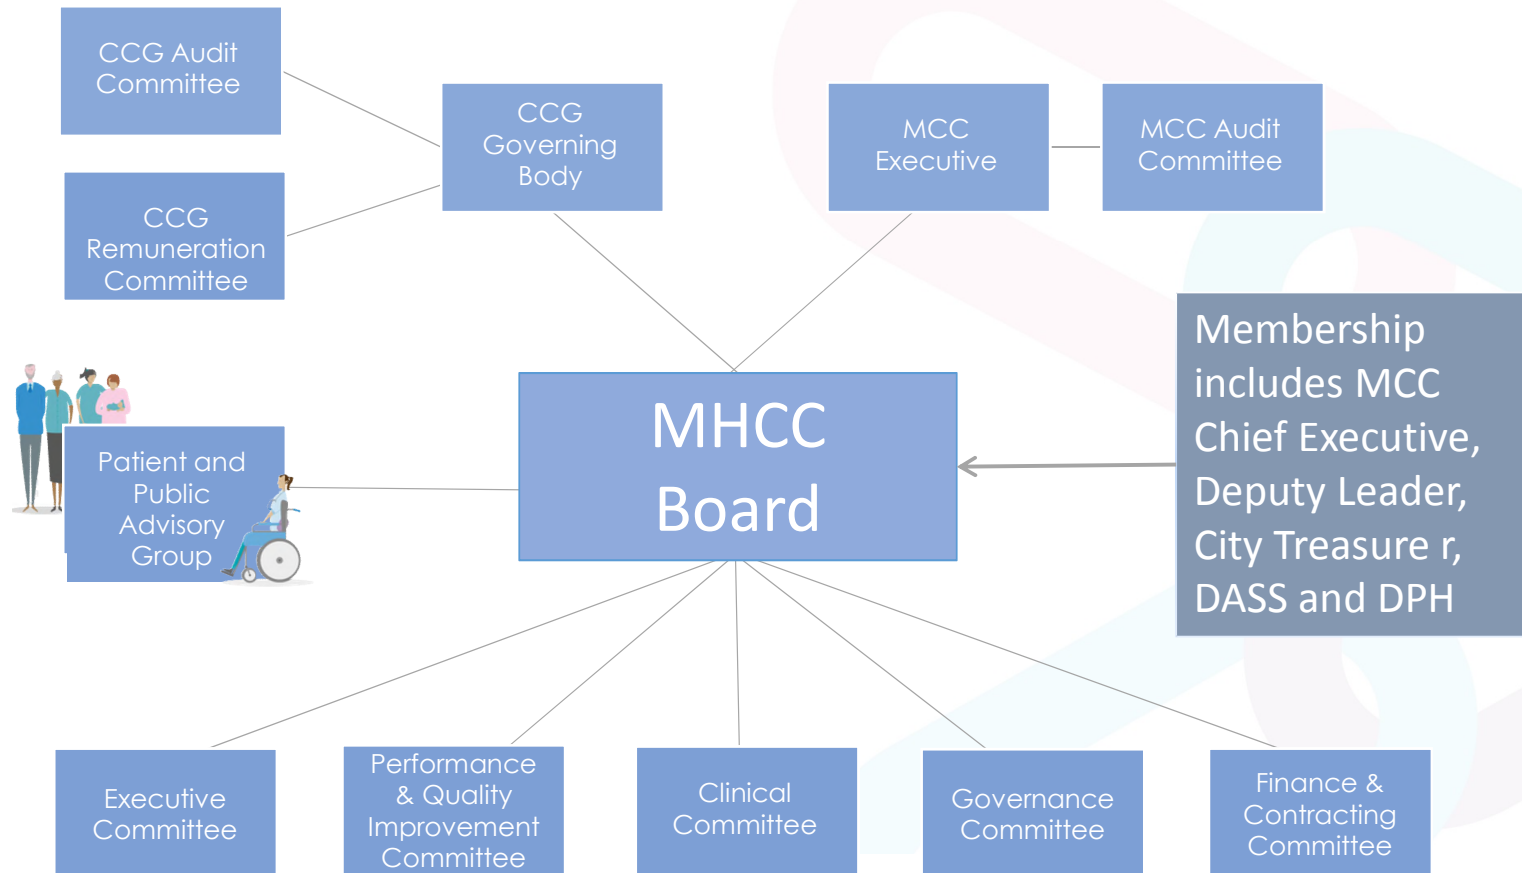 CCG Audit
Committee
CCG
Governing
Body
MCC
Executive
MCC Audit
Committee
CCG
Remuneration
Committee
Membership
includes MCC
Chief Executive,
Deputy Leader,
City Treasure r,
DASS and DPH
MHCC
Board
Patient and
Public
Advisory
Group
Executive
Committee
Performance
& Quality
Improvement
Committee
Clinical
Committee
Governance
Committee
Finance &
Contracting
Committee